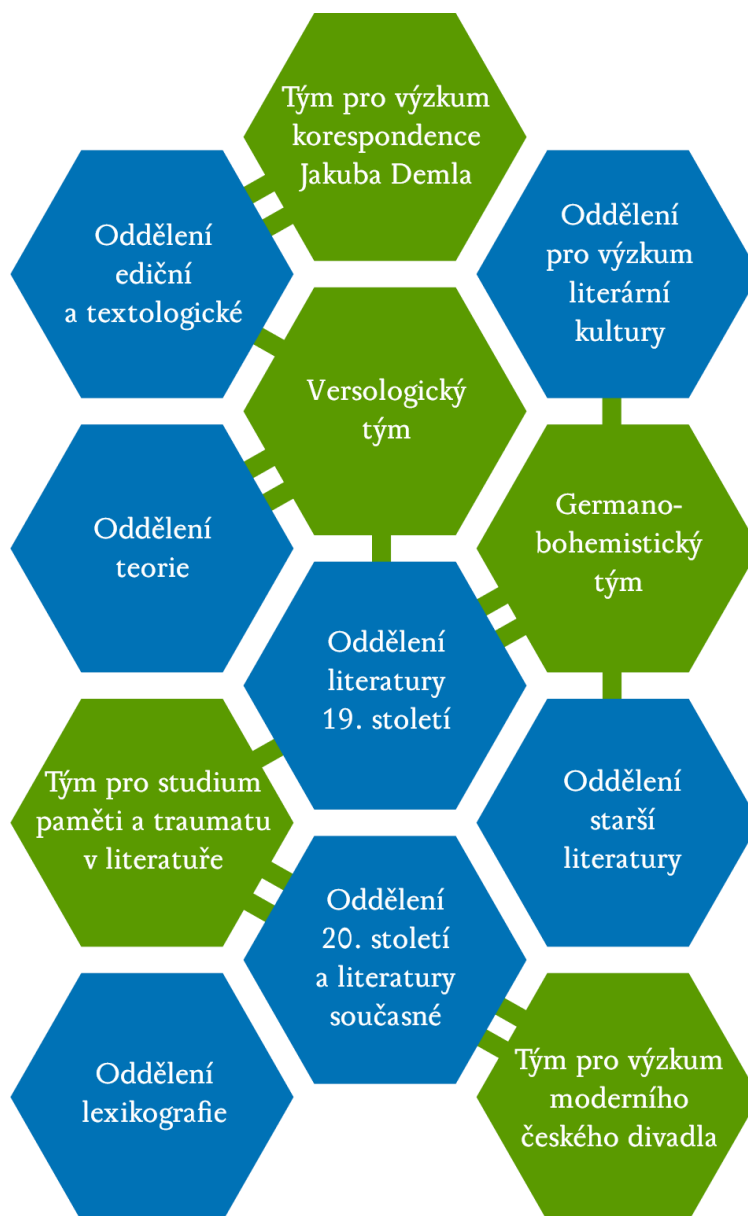 Tým pro výzkum
korespondence
Jakuba Demla
Oddělení
ediční
a textologické
Oddělení
pro výzkum
literární
kultury
Versologický
tým
Oddělení
teorie
Germano-
bohemistický
tým
Oddělení
literatury
19. století
Tým pro studium
paměti a traumatu
v literatuře
Oddělení
starší
literatury
Oddělení
20. století
a literatury
současné
Oddělení
lexikografie
Tým pro výzkum
moderního
českého divadla